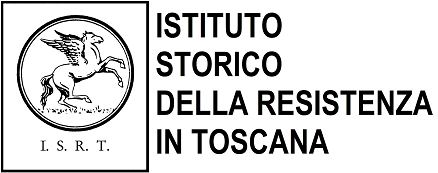 I. S. R. T.
ISTITUTO
STORICO
DELLA RESISTENZA
IN TOSCANA